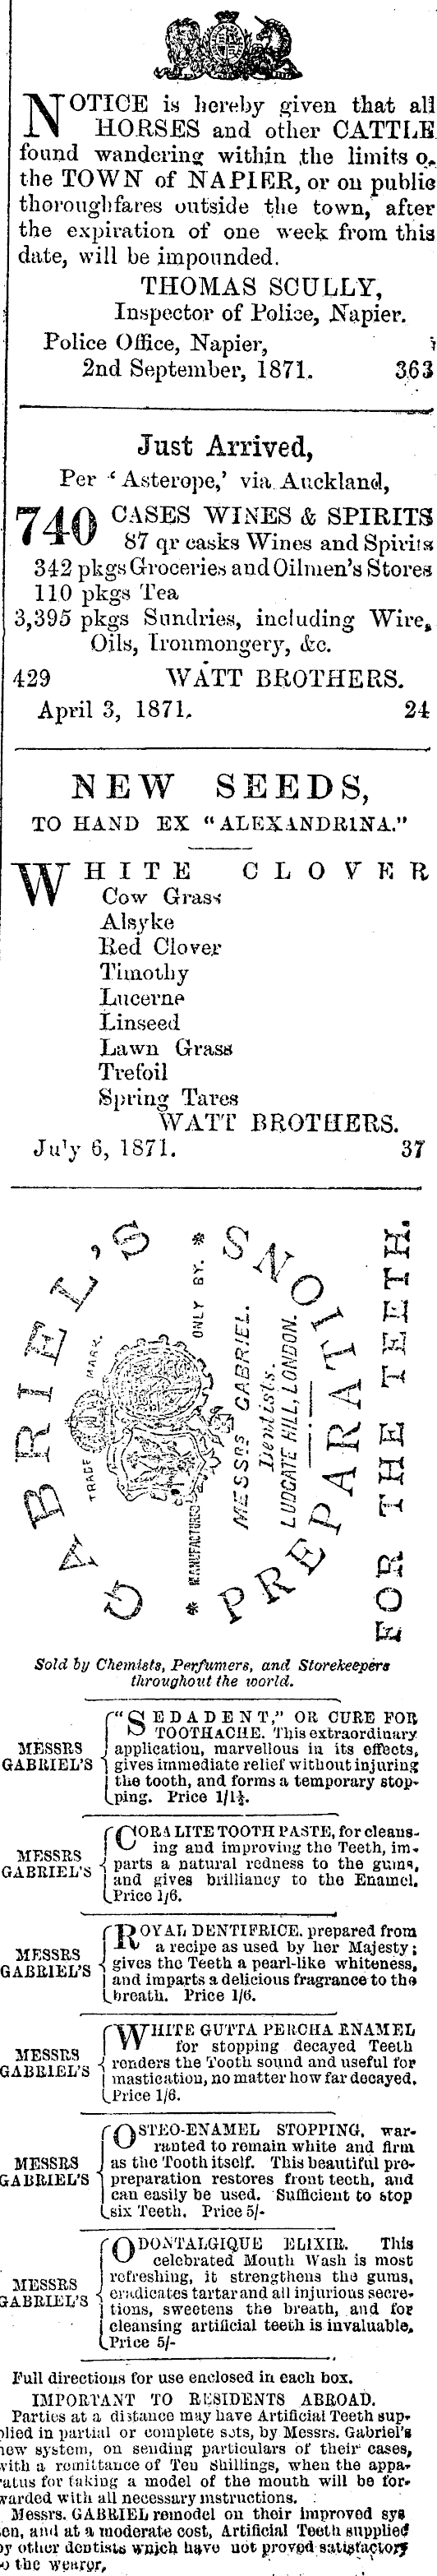 NOTICE is hereby given that all
HORSES and other CATTLE
found wandering within the limits o
the TOWN of NAPIER, or on public
thoroughfares outside the town, after
the expiration of one week from this
date, will be impounded.
THOMAS SCULLY,
Inspector of Police, Napier.
Police Office, Napier,
2nd September, 1871. 363
Just Arrived,
Per ‘Asterope,’ via Auckland,
740 CASES WINES & SPIRITS
87 qr casks Wines and Spirits
342 pkgs Groceries and Oilmen's Stores
110 pkgs Tea
3,395 pkgs Sundries, including Wire,
Oils, Ironmongery, &c.
429 WATT BROTHERS.
April 3, 1871. 24
NEW SEEDS,
TO HAND EX "ALEXANDRINA."
WHITE CLOVER
Cow Grass
Alsyke
Red Clover
Timothy
Lucerne
Linseed
Lawn Grass
Trefoil
Spring Tares
WATT BROTHERS.
July 6, 1871. 37
GABRIEL'S PREPARATIONS
FOR THE TEETH.
TRADE MARK.
* MANUFACTURED ONLY BY. *
MESSRS GABRIEL.
Dentists.
LUDGATE HILL, LONDON.
Sold by Chemists, Perfumers, and Storekeepers
throughout the world.
MESSRS GABRIEL'S
"SEDADENT," OR CURE FOR
TOOTHACHE. This extraordinary
application, marvellous in its effects,
gives immediate relief without injuring
the tooth, and forms a temporary stop-
ping. Price 1/1½.
MESSRS GABRIEL'S
CORALITE TOOTH PASTE, for cleans-
ing and improving the Teeth, im-
parts a natural redness to the gums,
and gives brilliancy to the Enamel.
Price 1/6.
MESSRS GABRIEL'S
ROYAL DENTIFRICE. prepared from
a recipe as used by her Majesty;
gives the Teeth a pearl-like whiteness,
and imparts a delicious fragrance to the
breath. Price 1/6.
MESSRS GABRIEL'S
WHITE GUTTA PERCHA ENAMEL
for stopping decayed Teeth
renders the Tooth sound and useful for
mastication, no matter how far decayed.
Price 1/6.
MESSRS GABRIEL'S
OSTEO-ENAMEL STOPPING, war-
ranted to remain white and firm
as the Tooth itself. This beautiful pre-
preparation restores front teeth, and
can easily be used. Sufficient to stop
six Teeth. Price 5/-
MESSRS GABRIEL'S
ODONTALGIQUE ELIXIR. This
celebrated Mouth Wash is most
refreshing, it strengthens the gums,
eradicates tartar and all injurious secre-
tions, sweetens the breath, and for
cleansing artificial teeth is invaluable.
Price 5/-
Full directions for use enclosed in each box.
IMPORTANT TO RESIDENTS ABROAD.
Parties at a distance may have Artificial Teeth sup-
plied in partial or complete sets, by Messrs. Gabriel's
new system, on sending particulars of their cases,
with a remittance of Ten Shillings, when the appa-
ratus for taking a model of the mouth will be for-
warded with all necessary instructions.
Messrs. GABRIEL remodel on their improved sys
en, and at a moderate cost, Artificial Teeth supplied
by other dentists which have not proved satisfactory
to the wearer,